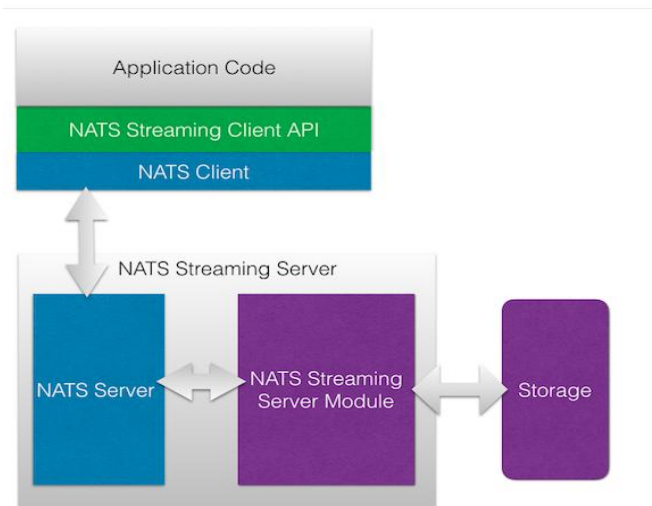 Application Code
NATS Streaming Client API
NATS Client
NATS Streaming Server
NATS Server
NATS Streaming
Server Module
Storage